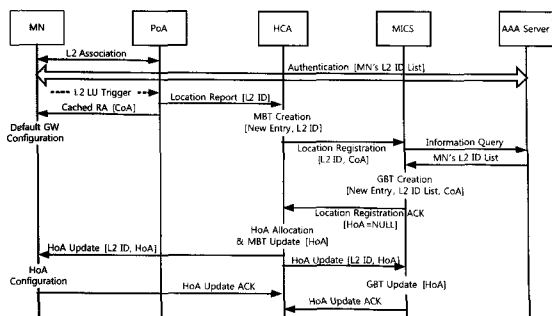 MN
PoA
HCA
MICS
AAA Server
L2 Association
Authentication [MN's L2 ID List]
L2 LU Trigger
Location Report [L2 ID]
Cached RA [CoA]
MBT Creation
[New Entry, L2 ID]
Default GW
Configuration
Location Registration
[L2 ID, CoA]
Information Query
MN's L2 ID List
GBT Creation
[New Entry, L2 ID List, CoA]
Location Registration ACK
[HoA=NULL]
HoA Allocation
& MBT Update [HoA]
HoA Update [L2 ID, HoA]
HoA Update [L2 ID, HoA]
HoA
Configuration
GBT Update [HoA]
HoA Update ACK
HoA Update ACK